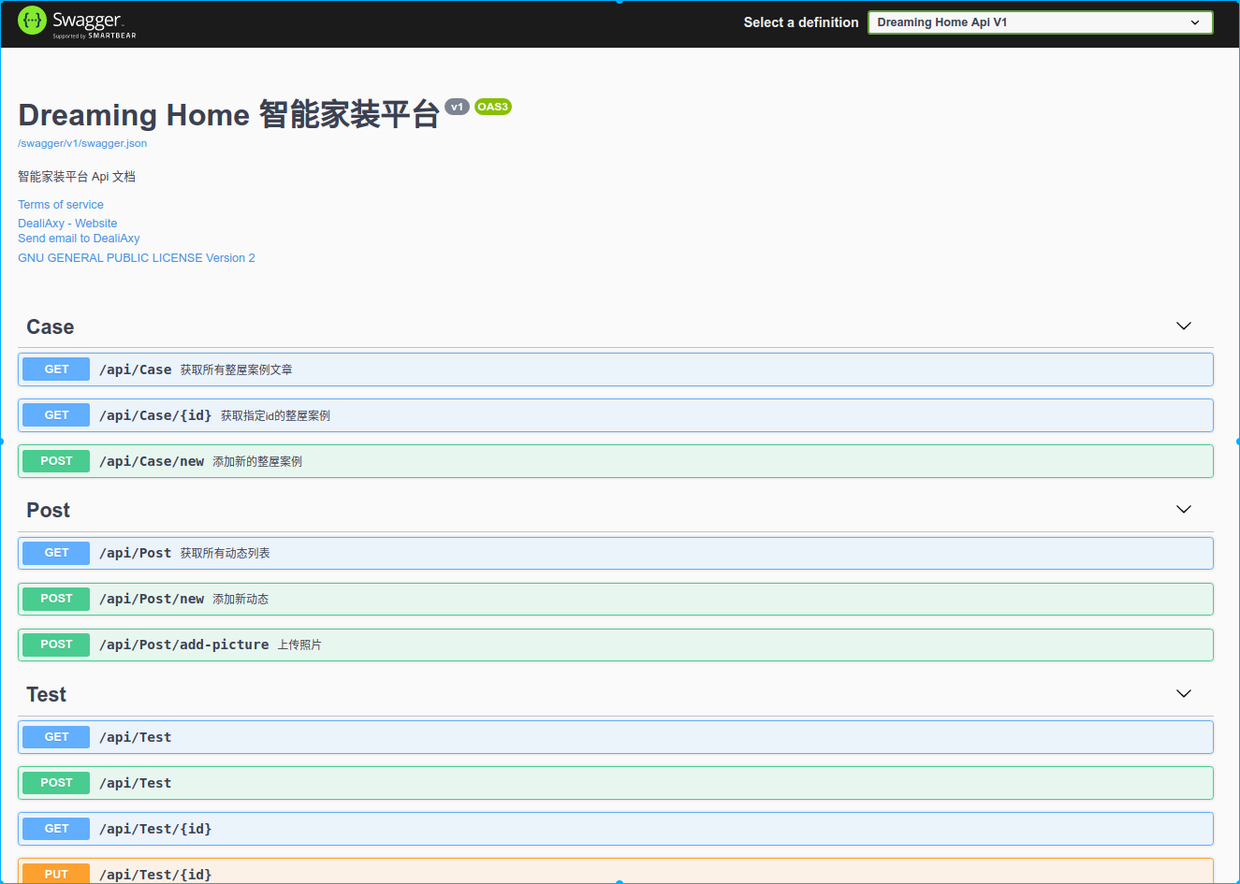 Swagger
Supported by SMARTBEAR
Select a definition
Dreaming Home Api V1
Dreaming Home 智能家装平台 v1 OAS3
/swagger/v1/swagger.json
智能家装平台 Api 文档
Terms of service
DealiAxy - Website
Send email to DealiAxy
GNU GENERAL PUBLIC LICENSE Version 2
Case
GET /api/Case 获取所有整屋案例文章
GET /api/Case/{id} 获取指定id的整屋案例
POST /api/Case/new 添加新的整屋案例
Post
GET /api/Post 获取所有动态列表
POST /api/Post/new 添加新动态
POST /api/Post/add-picture 上传照片
Test
GET /api/Test
POST /api/Test
GET /api/Test/{id}
PUT /api/Test/{id}